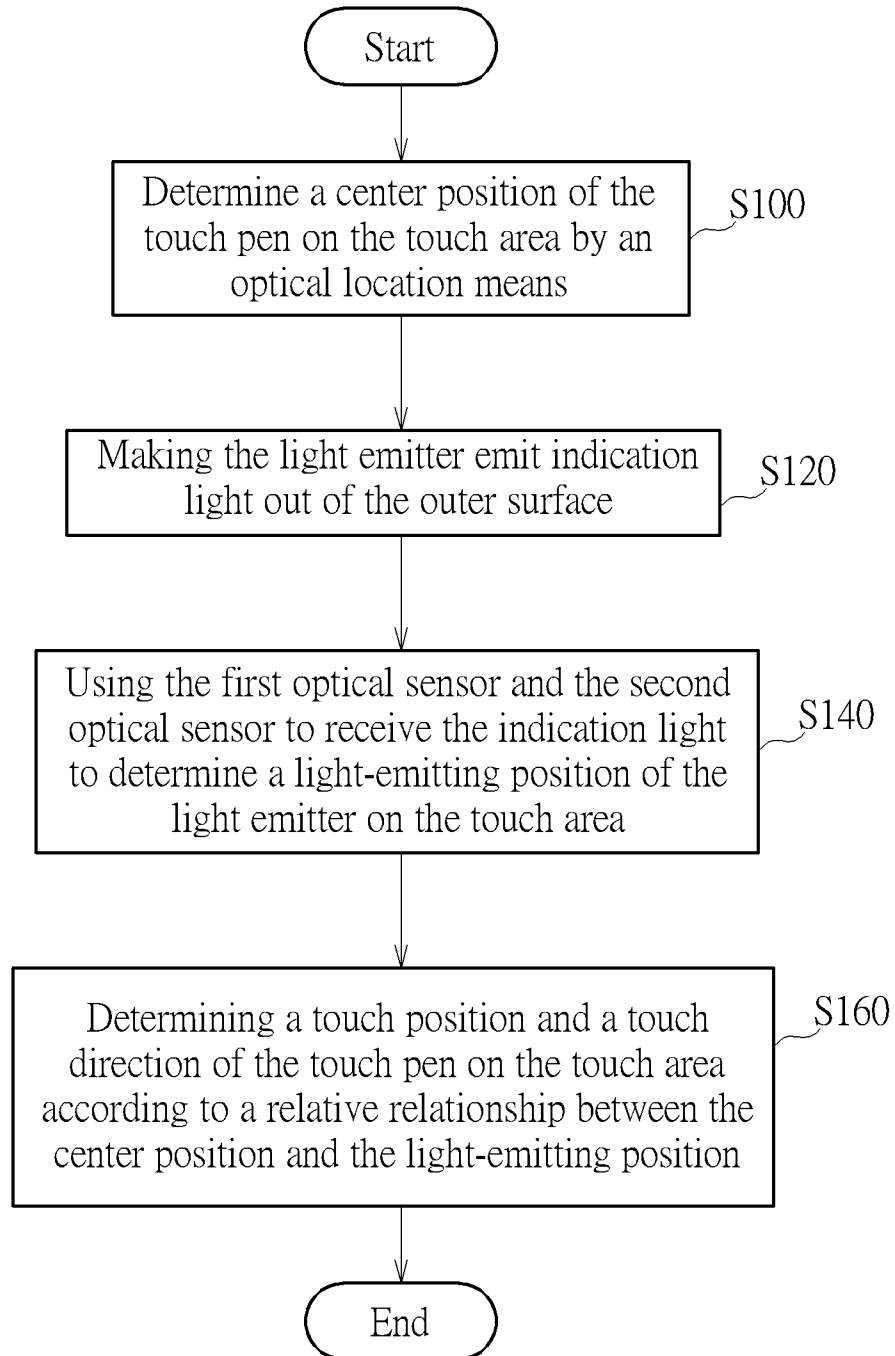 Start
Determine a center position of the
touch pen on the touch area by an
optical location means
S100
Making the light emitter emit indication
light out of the outer surface
S120
Using the first optical sensor and the second
optical sensor to receive the indication light
to determine a light-emitting position of the
light emitter on the touch area
S140
Determining a touch position and a touch
direction of the touch pen on the touch area
according to a relative relationship between the
center position and the light-emitting position
S160
End